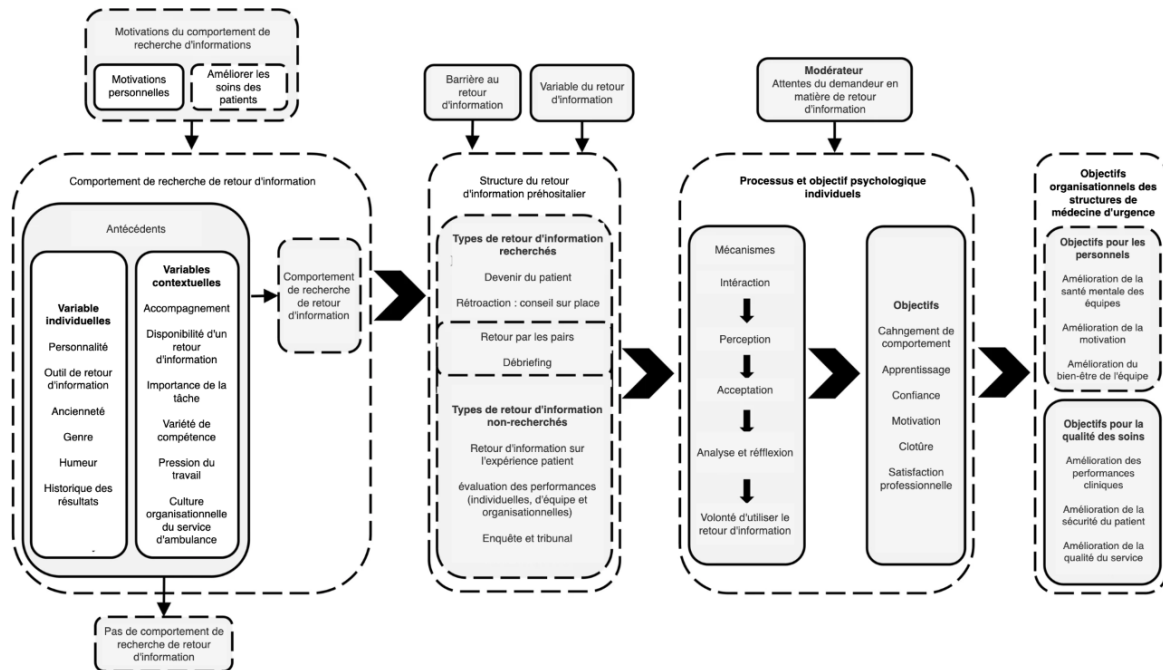 Motivations du comportement de
recherche d'informations
Motivations
personnelles
Améliorer les
soins des
patients
Comportement de recherche de retour d'information
Antécédents
Variable
individuelles
Personnalité
Outil de retour
d'information
Ancienneté
Genre
Humeur
Historique des
résultats
Variables
contextuelles
Accompagnement
Disponibilité d'un
retour
d'information
Importance de la
tâche
Variété de
compétence
Pression du
travail
Culture
organisationnelle
du service
d'ambulance
Comportement
de recherche
de retour
d'information
Pas de comportement de
recherche de retour
d'information
Barrière au
retour
d'information
Variable du retour
d'information
Structure du retour
d'information préhositalier
Types de retour d'information
recherchés
Devenir du patient
Rétroaction : conseil sur place
Retour par les pairs
Débriefing
Types de retour d'information
non-recherchés
Retour d'information sur
l'expérience patient
évaluation des performances
(individuelles, d'équipe et
organisationnelles)
Enquête et tribunal
Modérateur
Attentes du demandeur en
matière de retour
d'information
Processus et objectif psychologique
individuels
Mécanismes
Intéraction
Perception
Acceptation
Analyse et réfflexion
Volonté d'utiliser le
retour d'information
Objectifs
Cahngement de
comportement
Apprentissage
Confiance
Motivation
Clotûre
Satisfaction
professionnelle
Objectifs
organisationnels des
structures de
médecine d'urgence
Objectifs pour les
personnels
Amélioration de la
santé mentale des
équipes
Amélioration de la
motivation
Amélioration du
bien-être de l'équipe
Objectifs pour la
qualité des soins
Amélioration des
performances
cliniques
Amélioration de la
sécurité du patient
Amélioration de la
qualité du service